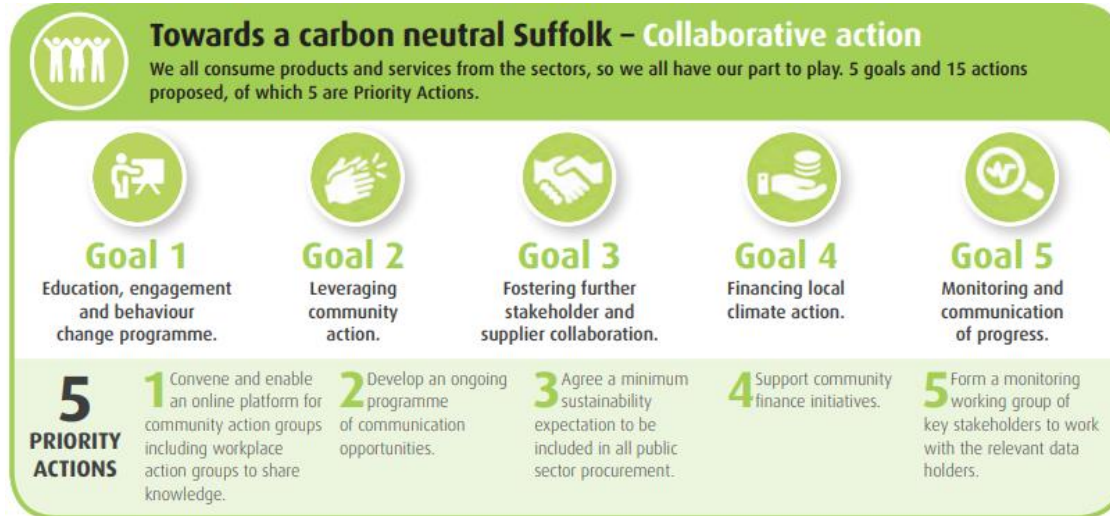 Towards a carbon neutral Suffolk – Collaborative action
We all consume products and services from the sectors, so we all have our part to play. 5 goals and 15 actions
proposed, of which 5 are Priority Actions.
Goal 1
Education, engagement
and behaviour
change programme.
Goal 2
Leveraging
community
action.
Goal 3
Fostering further
stakeholder and
supplier collaboration.
Goal 4
Financing local
climate action.
Goal 5
Monitoring and
communication
of progress.
5
PRIORITY
ACTIONS
1 Convene and enable
an online platform for
community action groups
including workplace
action groups to share
knowledge.
2 Develop an ongoing
programme
of communication
opportunities.
3 Agree a minimum
sustainability
expectation to be
included in all public
sector procurement.
4 Support community
finance initiatives.
5 Form a monitoring
working group of
key stakeholders to work
with the relevant data
holders.